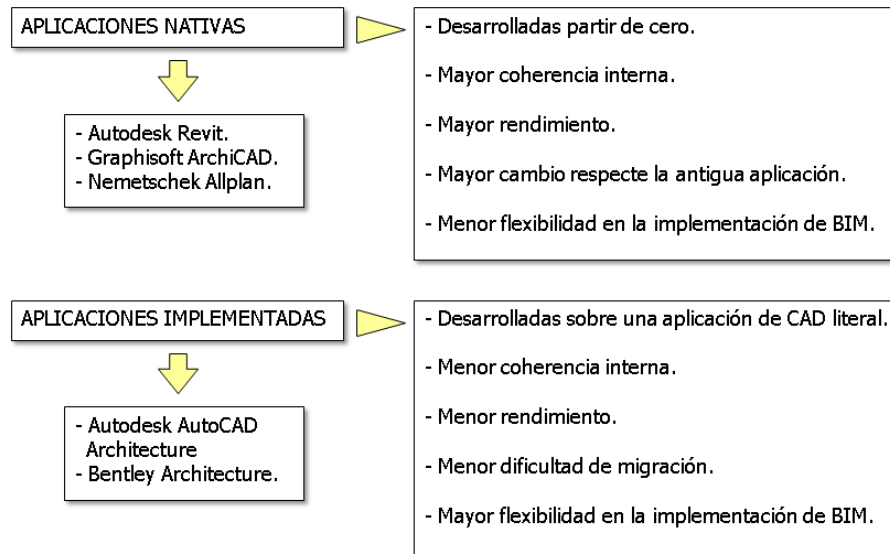 APLICACIONES NATIVAS
- Desarrolladas partir de cero.
- Mayor coherencia interna.
- Mayor rendimiento.
- Mayor cambio respecte la antigua aplicación.
- Menor flexibilidad en la implementación de BIM.
- Autodesk Revit.
- Graphisoft ArchiCAD.
- Nemetschek Allplan.
APLICACIONES IMPLEMENTADAS
- Desarrolladas sobre una aplicación de CAD literal.
- Menor coherencia interna.
- Menor rendimiento.
- Menor dificultad de migración.
- Mayor flexibilidad en la implementación de BIM.
- Autodesk AutoCAD
Architecture
- Bentley Architecture.